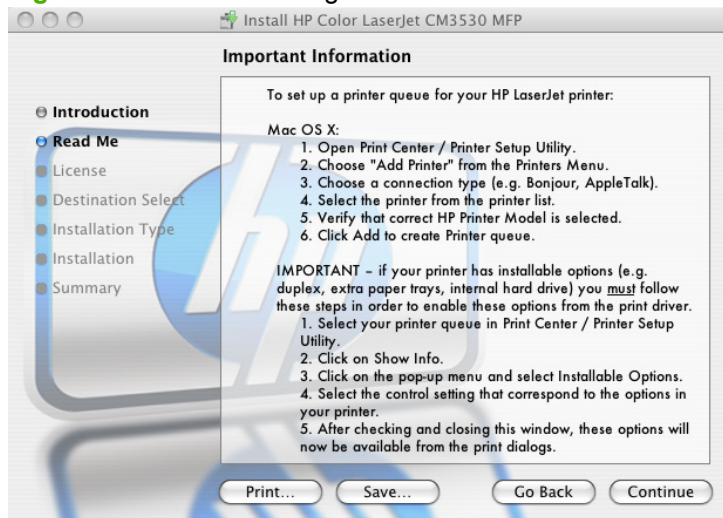 Install HP Color LaserJet CM3530 MFP
Important Information
Introduction
Read Me
License
Destination Select
Installation Type
Installation
Summary
To set up a printer queue for your HP LaserJet printer:
Mac OS X:
1. Open Print Center / Printer Setup Utility.
2. Choose "Add Printer" from the Printers Menu.
3. Choose a connection type (e.g. Bonjour, AppleTalk).
4. Select the printer from the printer list.
5. Verify that correct HP Printer Model is selected.
6. Click Add to create Printer queue.
IMPORTANT – if your printer has installable options (e.g.
duplex, extra paper trays, internal hard drive) you must follow
these steps in order to enable these options from the print driver.
1. Select your printer queue in Print Center / Printer Setup
Utility.
2. Click on Show Info.
3. Click on the pop-up menu and select Installable Options.
4. Select the control setting that correspond to the options in
your printer.
5. After checking and closing this window, these options will
now be available from the print dialogs.
Print... Save... Go Back Continue
hp